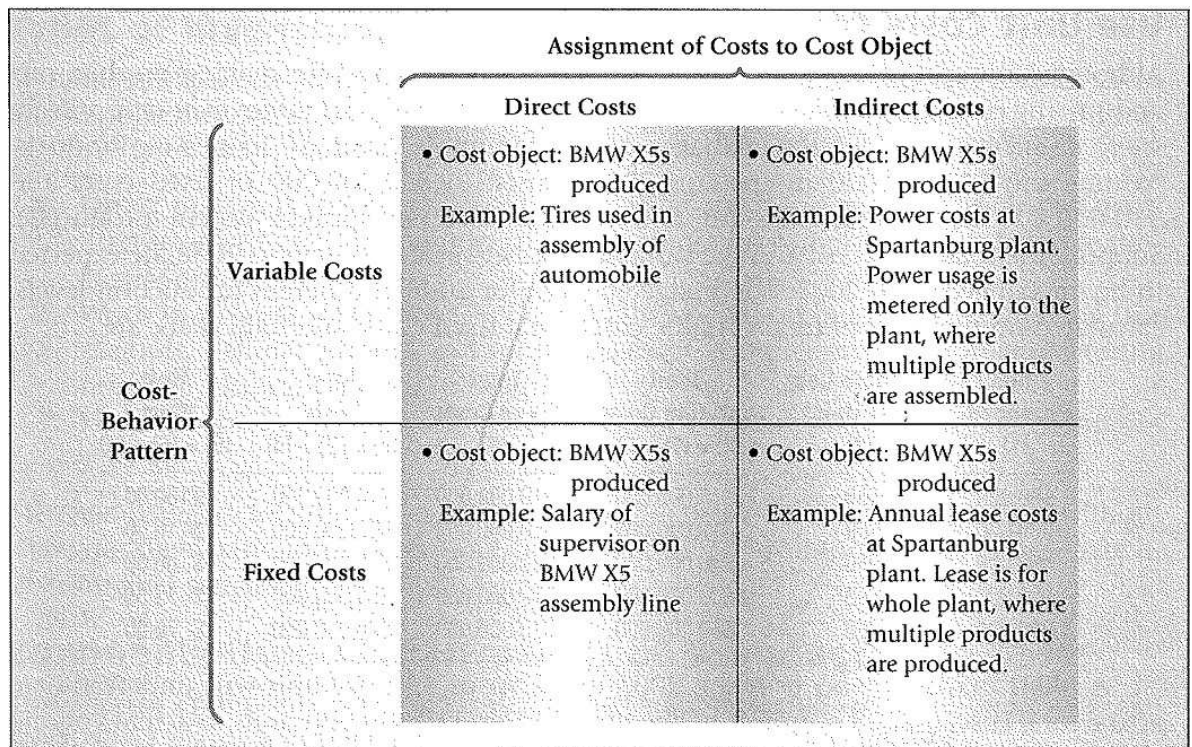 Assignment of Costs to Cost Object
Direct Costs
Indirect Costs
Cost-
Behavior
Pattern
Variable Costs
• Cost object: BMW X5s
produced
Example: Tires used in
assembly of
automobile
• Cost object: BMW X5s
produced
Example: Power costs at
Spartanburg plant.
Power usage is
metered only to the
plant, where
multiple products
are assembled.
Fixed Costs
• Cost object: BMW X5s
produced
Example: Salary of
supervisor on
BMW X5
assembly line
• Cost object: BMW X5s
produced
Example: Annual lease costs
at Spartanburg
plant. Lease is for
whole plant, where
multiple products
are produced.